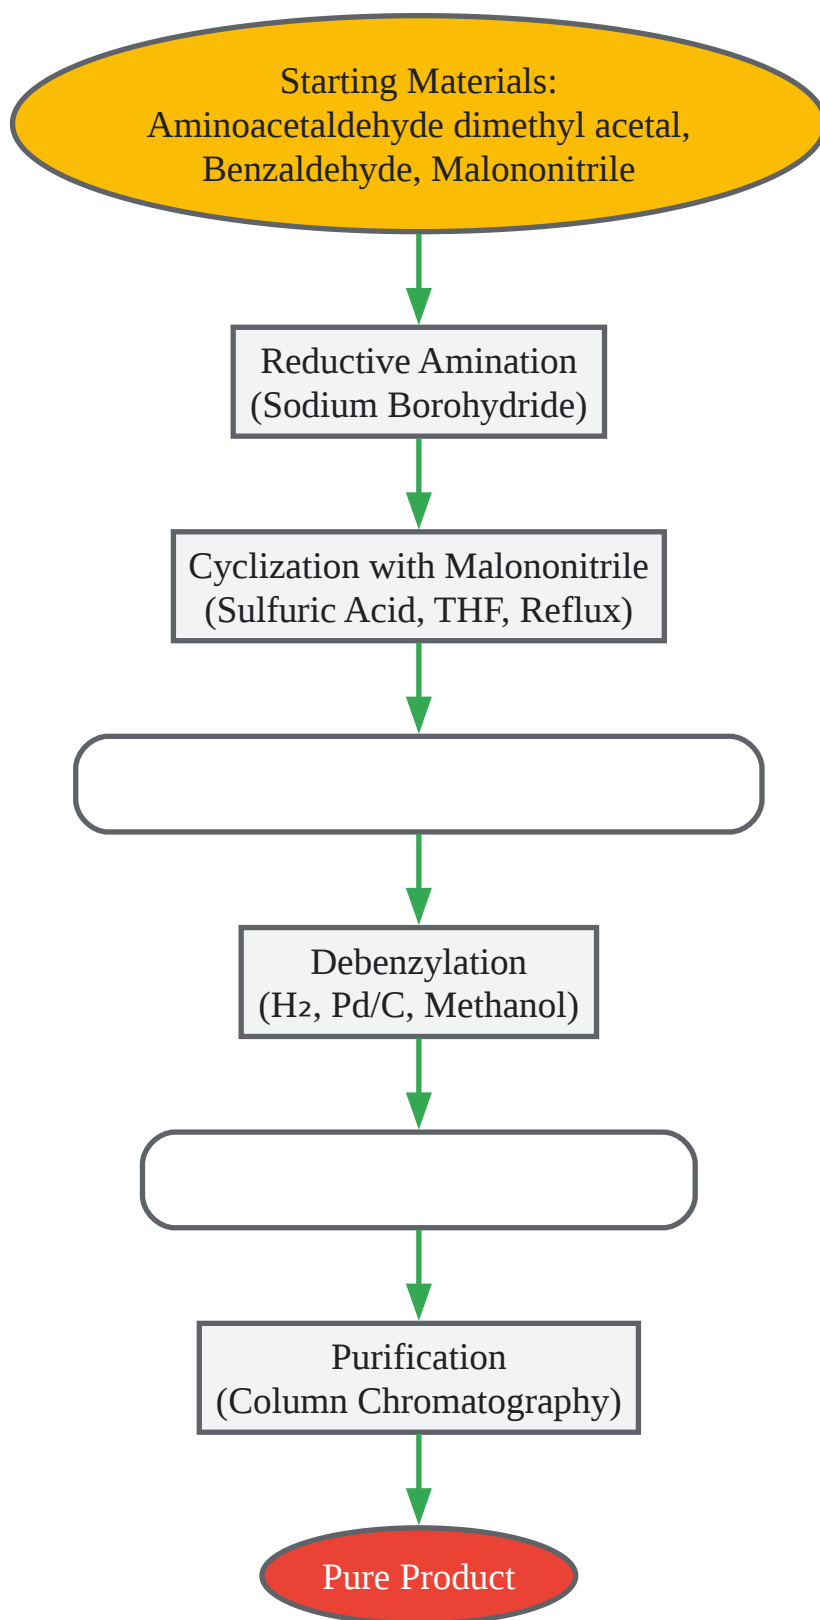 Starting Materials:
Aminoacetaldehyde dimethyl acetal,
Benzaldehyde, Malononitrile
Reductive Amination
(Sodium Borohydride)
Cyclization with Malononitrile
(Sulfuric Acid, THF, Reflux)
Debenzylation
(H₂, Pd/C, Methanol)
Purification
(Column Chromatography)
Pure Product